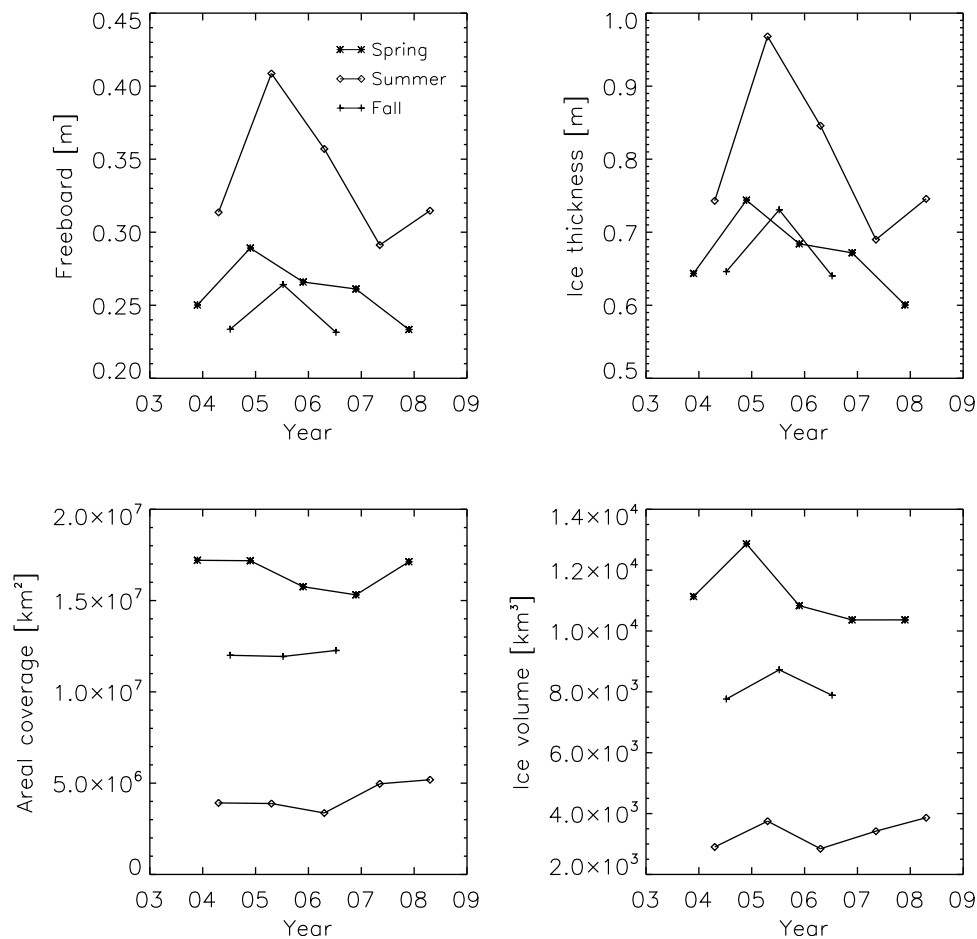 0.45
0.40
0.35
0.30
0.25
0.20
Freeboard [m]
Spring
Summer
Fall
03 04 05 06 07 08 09
Year
1.0
0.9
0.8
0.7
0.6
0.5
Ice thickness [m]
03 04 05 06 07 08 09
Year
2.0×10⁷
1.5×10⁷
1.0×10⁷
5.0×10⁶
0
Areal coverage [km²]
03 04 05 06 07 08 09
Year
1.4×10⁴
1.2×10⁴
1.0×10⁴
8.0×10³
6.0×10³
4.0×10³
2.0×10³
Ice volume [km³]
03 04 05 06 07 08 09
Year